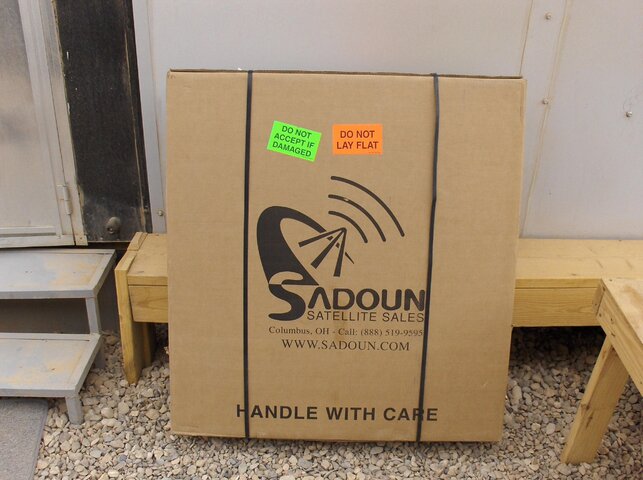 DO NOT
ACCEPT IF
DAMAGED
DO NOT
LAY FLAT
SADOUN
SATELLITE SALES
Columbus, OH - Call: (888) 519-9595
WWW.SADOUN.COM
HANDLE WITH CARE